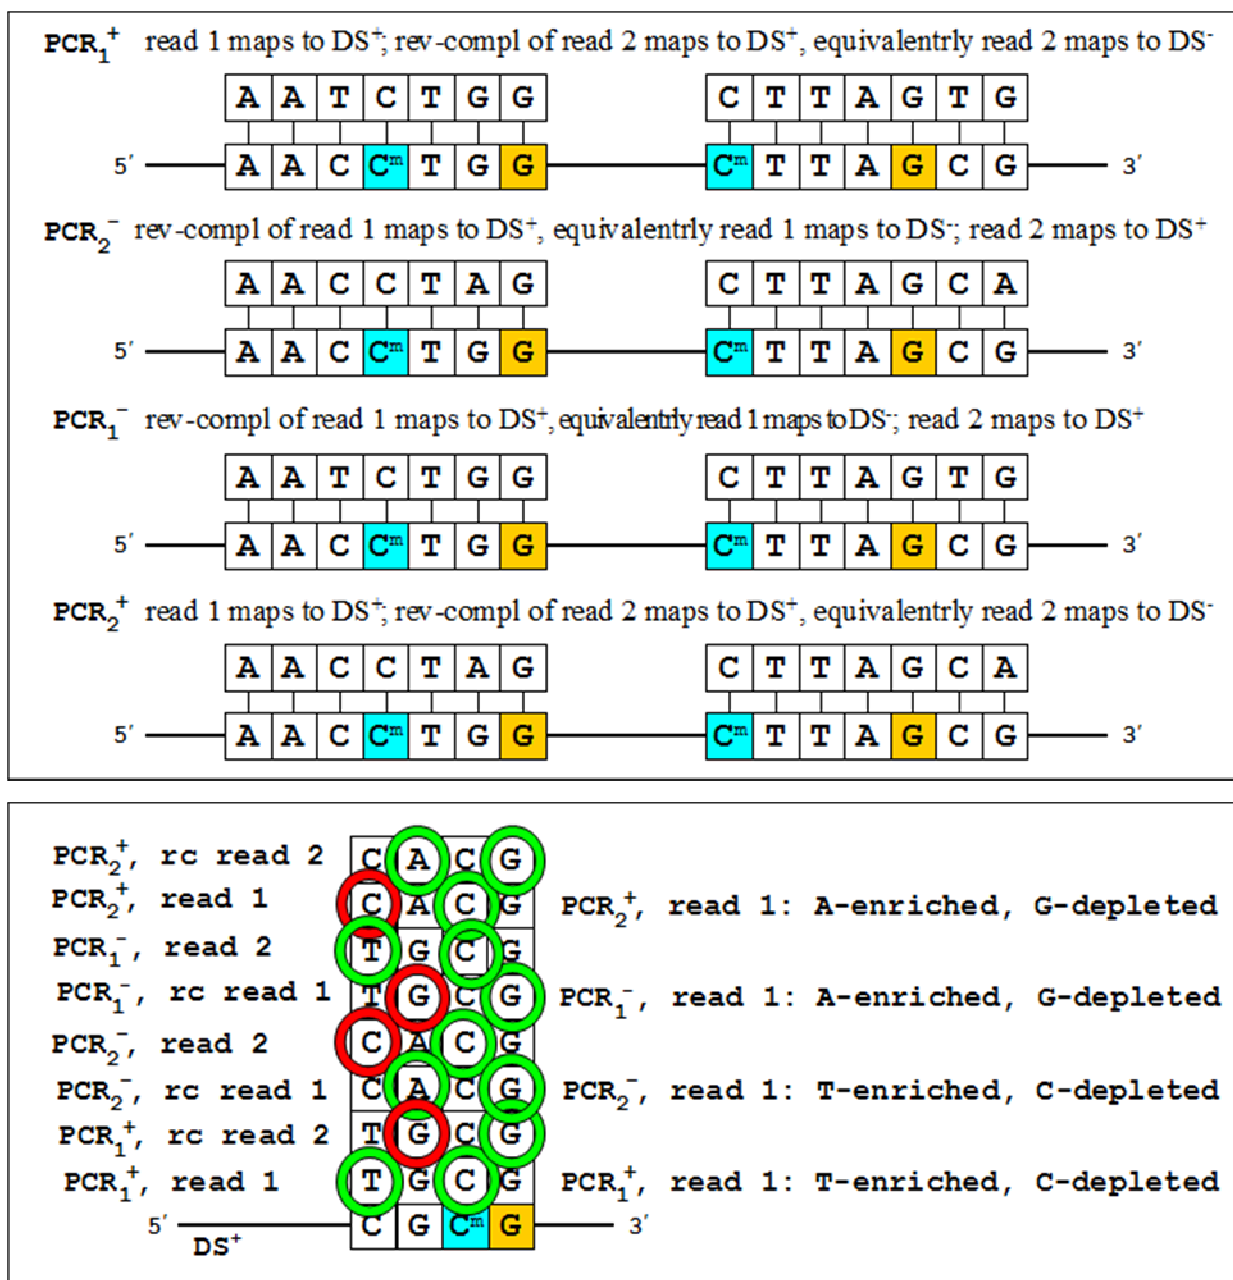 PCR₁⁺ read 1 maps to DS⁺; rev-compl of read 2 maps to DS⁺, equivalentrly read 2 maps to DS⁻
A A T C T G G C T T A G T G
5′ A A C Cᵐ T G G Cᵐ T T A G C G 3′
PCR₂⁻ rev-compl of read 1 maps to DS⁺, equivalentrly read 1 maps to DS⁻; read 2 maps to DS⁺
A A C C T A G C T T A G C A
5′ A A C Cᵐ T G G Cᵐ T T A G C G 3′
PCR₁⁻ rev-compl of read 1 maps to DS⁺, equivalentrly read 1 maps to DS⁻; read 2 maps to DS⁺
A A T C T G G C T T A G T G
5′ A A C Cᵐ T G G Cᵐ T T A G C G 3′
PCR₂⁺ read 1 maps to DS⁺; rev-compl of read 2 maps to DS⁺, equivalentrly read 2 maps to DS⁻
A A C C T A G C T T A G C A
5′ A A C Cᵐ T G G Cᵐ T T A G C G 3′
PCR₂⁺, rc read 2 C A C G
PCR₂⁺, read 1 C A C G PCR₂⁺, read 1: A-enriched, G-depleted
PCR₁⁻, read 2 T G C G
PCR₁⁻, rc read 1 T G C G PCR₁⁻, read 1: A-enriched, G-depleted
PCR₂⁻, read 2 C A C G
PCR₂⁻, rc read 1 C A C G PCR₂⁻, read 1: T-enriched, C-depleted
PCR₁⁺, rc read 2 T G C G
PCR₁⁺, read 1 T G C G PCR₁⁺, read 1: T-enriched, C-depleted
5′ C G Cᵐ G 3′
DS⁺